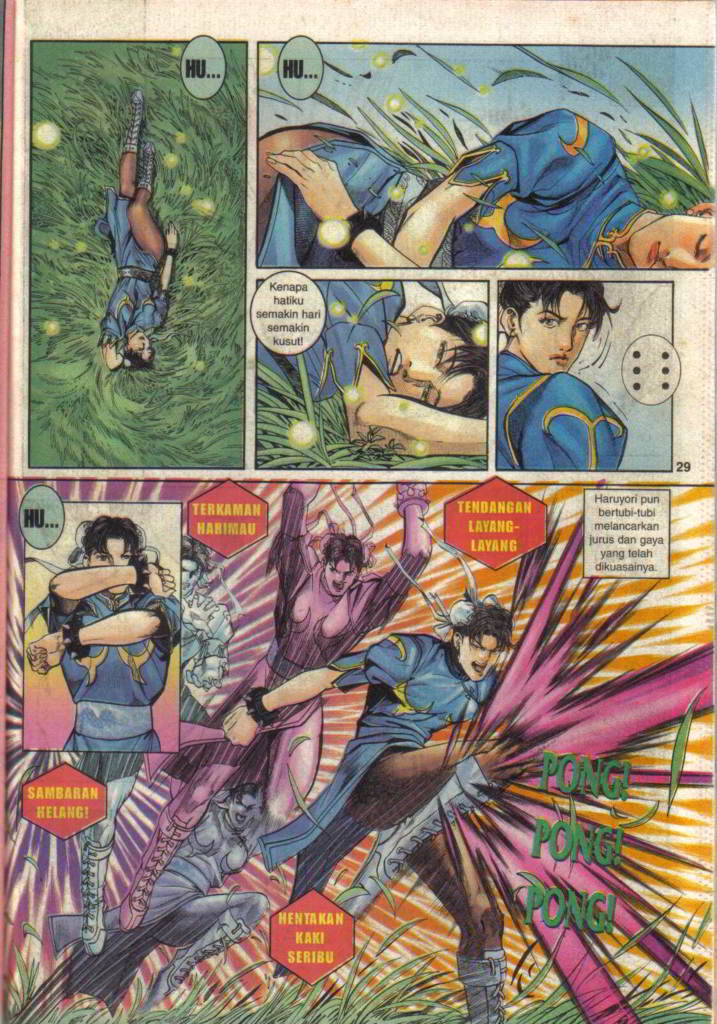 HU...
HU...
Kenapa
hatiku
semakin hari
semakin
kusut!
29
HU...
TERKAMAN
HARIMAU
TENDANGAN
LAYANG-
LAYANG
Haruyori pun
bertubi-tubi
melancarkan
jurus dan gaya
yang telah
dikuasainya.
SAMBARAN
HELANG!
HENTAKAN
KAKI
SERIBU
PONG!
PONG!
PONG!